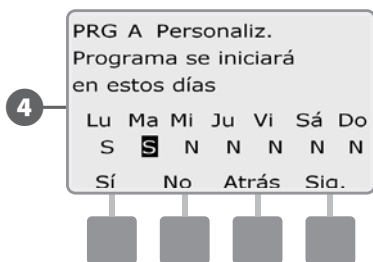 PRG A Personaliz.
Programa se iniciará
en estos días
4
Lu Ma Mi Ju Vi Sá Do
S S N N N N N
Sí No Atrás Sig.